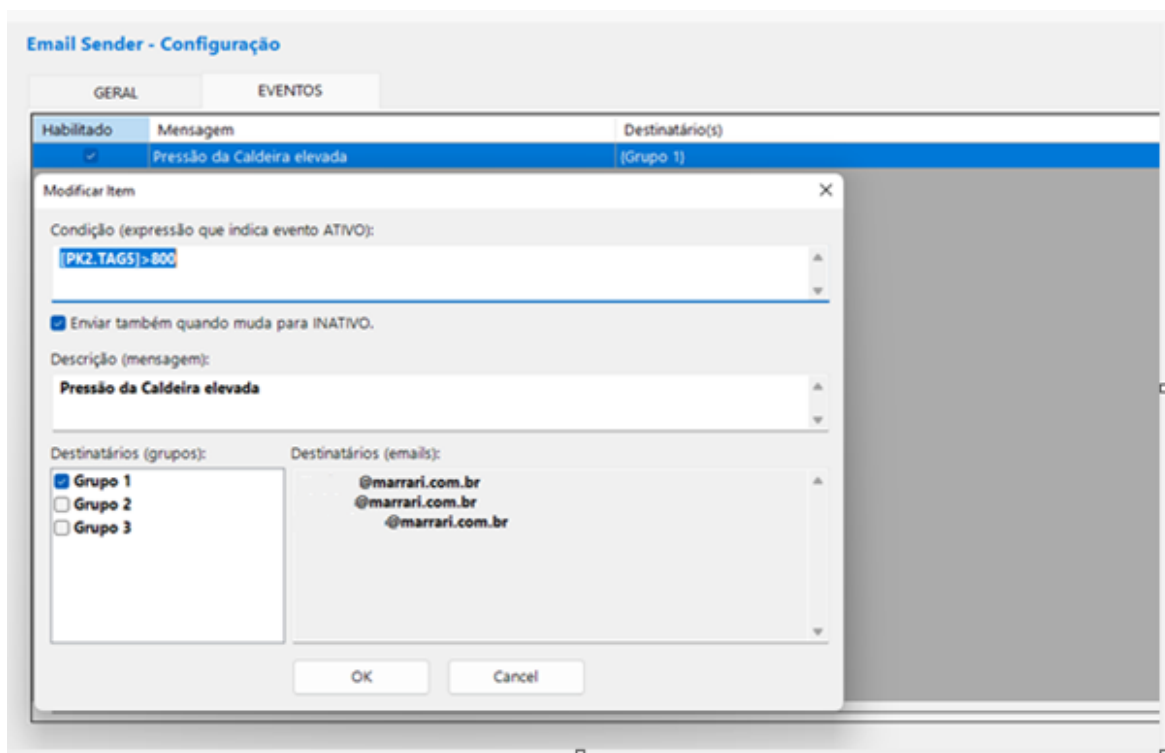 Email Sender - Configuração
GERAL EVENTOS
Habilitado Mensagem Destinatário(s)
Pressão da Caldeira elevada (Grupo 1)
Modificar Item
Condição (expressão que indica evento ATIVO):
[PK2.TAG5]>800
Enviar também quando muda para INATIVO.
Descrição (mensagem):
Pressão da Caldeira elevada
Destinatários (grupos): Destinatários (emails):
Grupo 1 @marrari.com.br
Grupo 2 @marrari.com.br
Grupo 3 @marrari.com.br
OK Cancel